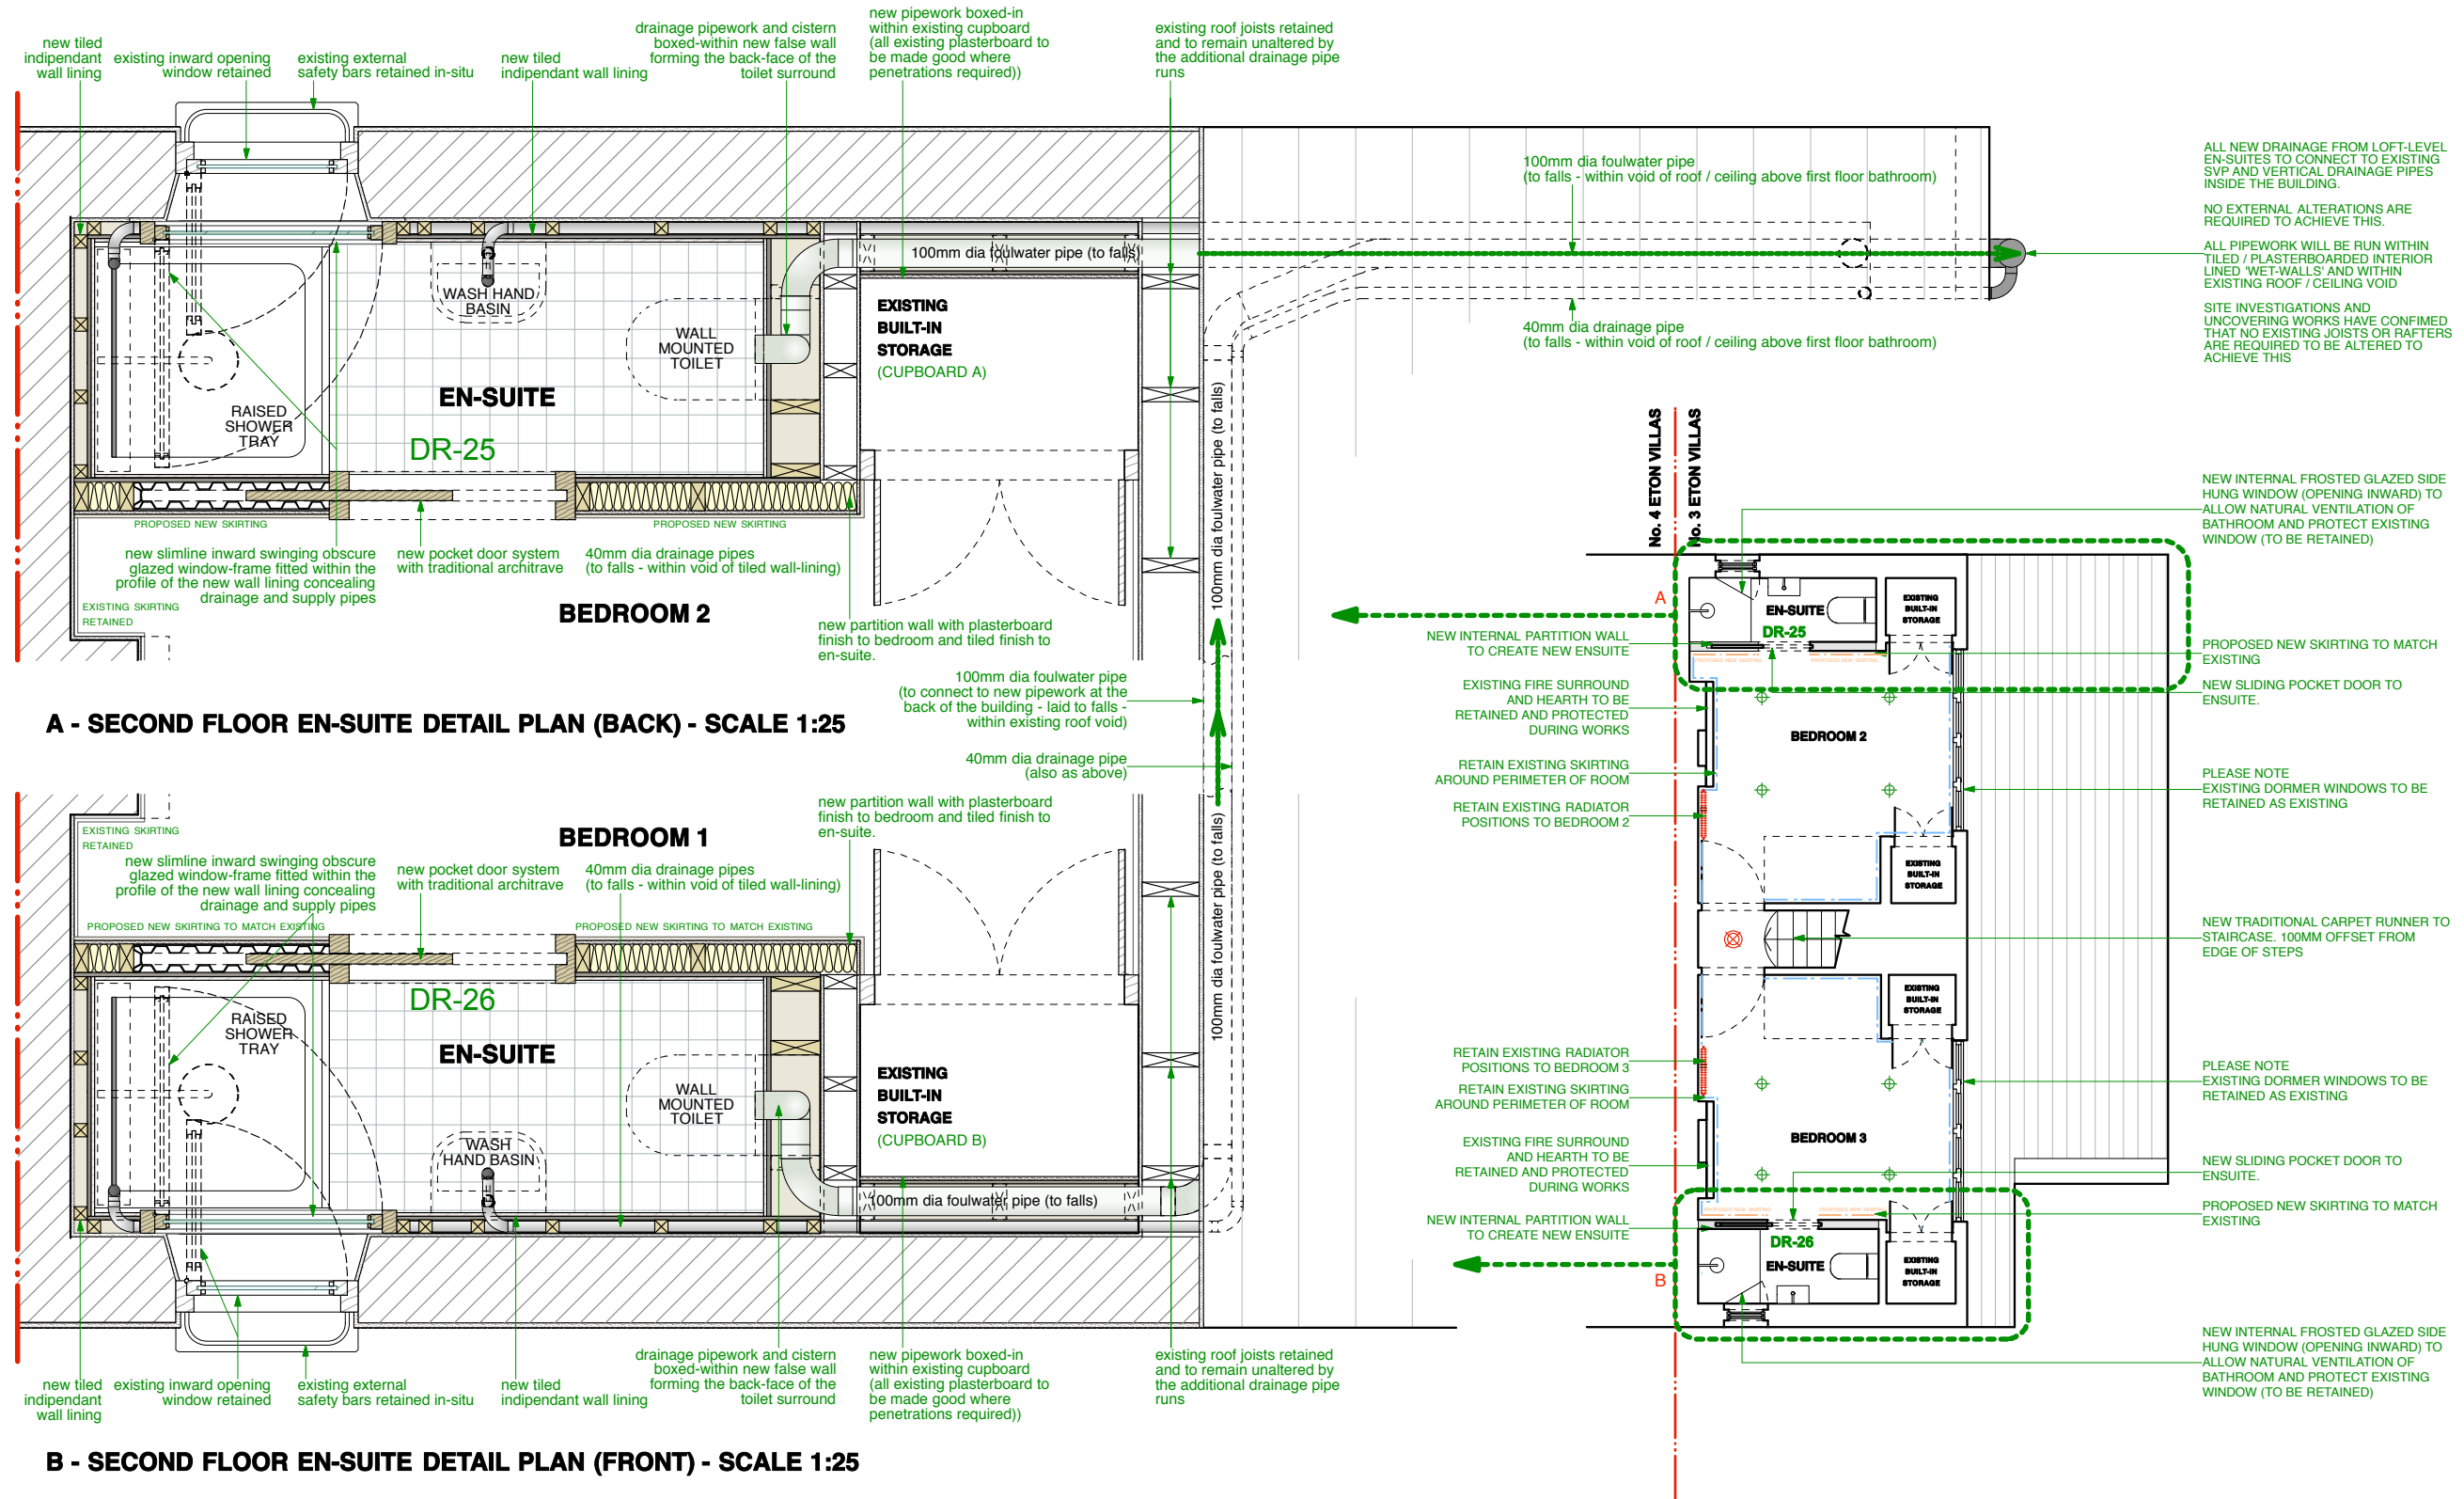 new tiled
indipendant
wall lining
existing inward opening
window retained
existing external
safety bars retained in-situ
new tiled
indipendant wall lining
drainage pipework and cistern
boxed-within new false wall
forming the back-face of the
toilet surround
new pipework boxed-in
within existing cupboard
(all existing plasterboard to
be made good where
penetrations required))
existing roof joists retained
and to remain unaltered by
the additional drainage pipe
runs
100mm dia foulwater pipe
(to falls - within void of roof / ceiling above first floor bathroom)
40mm dia drainage pipe
(to falls - within void of roof / ceiling above first floor bathroom)
ALL NEW DRAINAGE FROM LOFT-LEVEL
EN-SUITES TO CONNECT TO EXISTING
SVP AND VERTICAL DRAINAGE PIPES
INSIDE THE BUILDING.
NO EXTERNAL ALTERATIONS ARE
REQUIRED TO ACHIEVE THIS.
ALL PIPEWORK WILL BE RUN WITHIN
TILED / PLASTERBOARDED INTERIOR
LINED 'WET-WALLS' AND WITHIN
EXISTING ROOF / CEILING VOID
SITE INVESTIGATIONS AND
UNCOVERING WORKS HAVE CONFIMED
THAT NO EXISTING JOISTS OR RAFTERS
ARE REQUIRED TO BE ALTERED TO
ACHIEVE THIS
100mm dia foulwater pipe (to falls)
WASH HAND
BASIN
WALL
MOUNTED
TOILET
EN-SUITE
RAISED
SHOWER
TRAY
DR-25
EXISTING
BUILT-IN
STORAGE
(CUPBOARD A)
100mm dia foulwater pipe (to falls)
PROPOSED NEW SKIRTING
PROPOSED NEW SKIRTING
new slimline inward swinging obscure
glazed window-frame fitted within the
profile of the new wall lining concealing
drainage and supply pipes
new pocket door system
with traditional architrave
40mm dia drainage pipes
(to falls - within void of tiled wall-lining)
EXISTING SKIRTING
RETAINED
BEDROOM 2
new partition wall with plasterboard
finish to bedroom and tiled finish to
en-suite.
100mm dia foulwater pipe
(to connect to new pipework at the
back of the building - laid to falls -
within existing roof void)
40mm dia drainage pipe
(also as above)
A - SECOND FLOOR EN-SUITE DETAIL PLAN (BACK) - SCALE 1:25
EXISTING SKIRTING
RETAINED
BEDROOM 1
new partition wall with plasterboard
finish to bedroom and tiled finish to
en-suite.
new slimline inward swinging obscure
glazed window-frame fitted within the
profile of the new wall lining concealing
drainage and supply pipes
new pocket door system
with traditional architrave
40mm dia drainage pipes
(to falls - within void of tiled wall-lining)
PROPOSED NEW SKIRTING TO MATCH EXISTING
PROPOSED NEW SKIRTING TO MATCH EXISTING
100mm dia foulwater pipe (to falls)
DR-26
RAISED
SHOWER
TRAY
EN-SUITE
WASH
HAND BASIN
WALL
MOUNTED
TOILET
EXISTING
BUILT-IN
STORAGE
(CUPBOARD B)
100mm dia foulwater pipe (to falls)
new tiled
indipendant
wall lining
existing inward opening
window retained
existing external
safety bars retained in-situ
new tiled
indipendant wall lining
drainage pipework and cistern
boxed-within new false wall
forming the back-face of the
toilet surround
new pipework boxed-in
within existing cupboard
(all existing plasterboard to
be made good where
penetrations required))
existing roof joists retained
and to remain unaltered by
the additional drainage pipe
runs
B - SECOND FLOOR EN-SUITE DETAIL PLAN (FRONT) - SCALE 1:25
No. 4 ETON VILLAS
No. 3 ETON VILLAS
NEW INTERNAL FROSTED GLAZED SIDE
HUNG WINDOW (OPENING INWARD) TO
ALLOW NATURAL VENTILATION OF
BATHROOM AND PROTECT EXISTING
WINDOW (TO BE RETAINED)
A
EN-SUITE
DR-25
EXISTING
BUILT-IN
STORAGE
PROPOSED NEW SKIRTING
PROPOSED NEW SKIRTING
NEW INTERNAL PARTITION WALL
TO CREATE NEW ENSUITE
PROPOSED NEW SKIRTING TO MATCH
EXISTING
NEW SLIDING POCKET DOOR TO
ENSUITE.
EXISTING FIRE SURROUND
AND HEARTH TO BE
RETAINED AND PROTECTED
DURING WORKS
BEDROOM 2
RETAIN EXISTING SKIRTING
AROUND PERIMETER OF ROOM
PLEASE NOTE
EXISTING DORMER WINDOWS TO BE
RETAINED AS EXISTING
RETAIN EXISTING RADIATOR
POSITIONS TO BEDROOM 2
EXISTING
BUILT-IN
STORAGE
NEW TRADITIONAL CARPET RUNNER TO
STAIRCASE. 100MM OFFSET FROM
EDGE OF STEPS
EXISTING
BUILT-IN
STORAGE
RETAIN EXISTING RADIATOR
POSITIONS TO BEDROOM 3
RETAIN EXISTING SKIRTING
AROUND PERIMETER OF ROOM
PLEASE NOTE
EXISTING DORMER WINDOWS TO BE
RETAINED AS EXISTING
BEDROOM 3
EXISTING FIRE SURROUND
AND HEARTH TO BE
RETAINED AND PROTECTED
DURING WORKS
NEW SLIDING POCKET DOOR TO
ENSUITE.
PROPOSED NEW SKIRTING TO MATCH
EXISTING
PROPOSED NEW SKIRTING
PROPOSED NEW SKIRTING
NEW INTERNAL PARTITION WALL
TO CREATE NEW ENSUITE
DR-26
EN-SUITE
EXISTING
BUILT-IN
STORAGE
B
NEW INTERNAL FROSTED GLAZED SIDE
HUNG WINDOW (OPENING INWARD) TO
ALLOW NATURAL VENTILATION OF
BATHROOM AND PROTECT EXISTING
WINDOW (TO BE RETAINED)